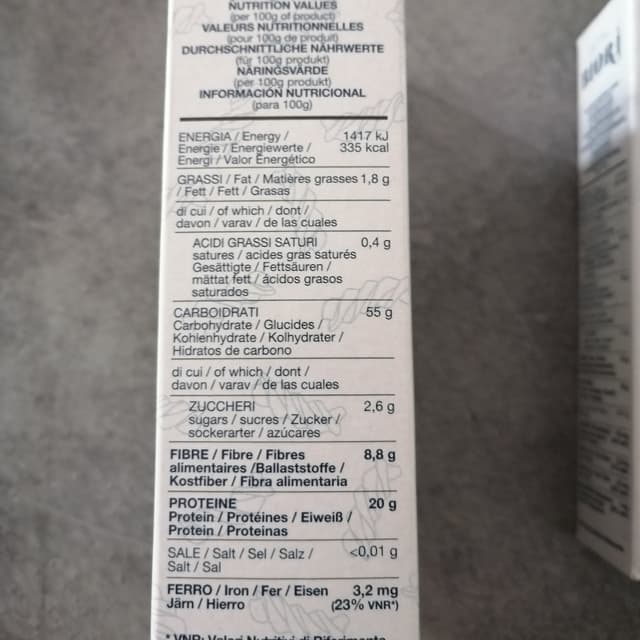 NUTRITION VALUES
(per 100g of product)
VALEURS NUTRITIONNELLES
(pour 100g de produit)
DURCHSCHNITTLICHE NÄHRWERTE
(für 100g produkt)
NÄRINGSVÄRDE
(per 100g produkt)
INFORMACIÓN NUTRICIONAL
(para 100g)
ENERGIA / Energy / 1417 kJ
Energie / Energiewerte / 335 kcal
Energi / Valor Energético
GRASSI / Fat / Matières grasses 1,8 g
/ Fett / Fett / Grasas
di cui / of which / dont /
davon / varav / de las cuales
ACIDI GRASSI SATURI 0,4 g
satures / acides gras saturés
Gesättigte / Fettsäuren /
mättat fett / ácidos grasos
saturados
CARBOIDRATI 55 g
Carbohydrate / Glucides /
Kohlenhydrate / Kolhydrater /
Hidratos de carbono
di cui / of which / dont /
davon / varav / de las cuales
ZUCCHERI 2,6 g
sugars / sucres / Zucker /
sockerarter / azúcares
FIBRE / Fibre / Fibres 8,8 g
alimentaires /Ballaststoffe /
Kostfiber / Fibra alimentaria
PROTEINE 20 g
Protein / Protéines / Eiweiß /
Protein / Proteinas
SALE / Salt / Sel / Salz / <0,01 g
Salt / Sal
FERRO / Iron / Fer / Eisen 3,2 mg
Järn / Hierro (23% VNR*)
* VNR: Valori Nutritivi di Riferimento